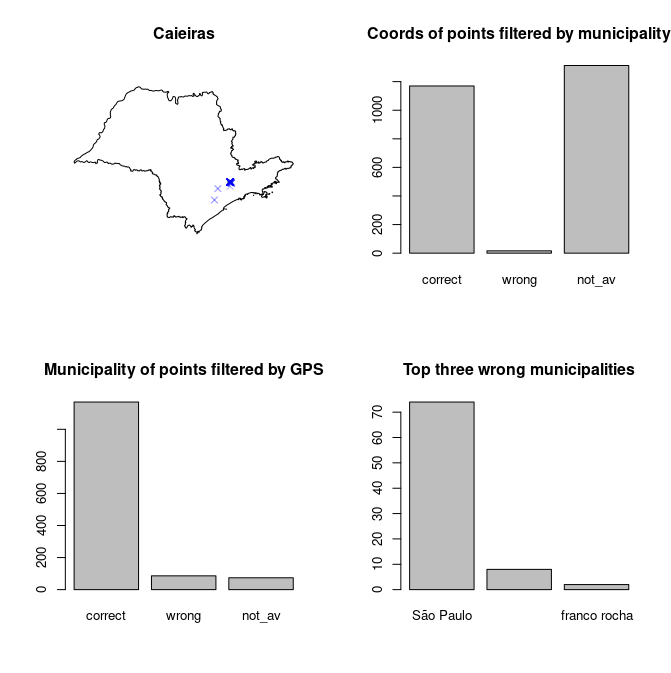 Caieiras
Coords of points filtered by municipality
0 200 600 1000
correct wrong not_av
Municipality of points filtered by GPS
0 200 400 600 800
correct wrong not_av
Top three wrong municipalities
0 10 20 30 40 50 60 70
São Paulo franco rocha